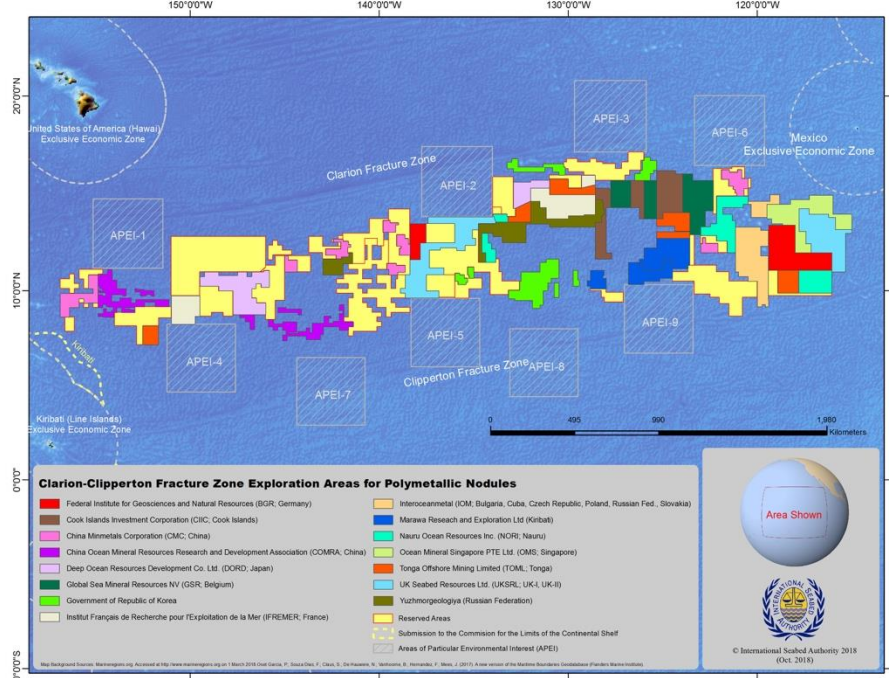 150°0'0"W 140°0'0"W 130°0'0"W 120°0'0"W
20°0'0"N
10°0'0"N
0°0'0"
United States of America (Hawai)
Exclusive Economic Zone
Mexico
Exclusive Economic Zone
Clarion Fracture Zone
APEI-3
APEI-6
APEI-2
APEI-1
APEI-4
APEI-5
APEI-9
APEI-7
APEI-8
Clipperton Fracture Zone
Kiribati
Kiribati (Line Islands)
Exclusive Economic Zone
0 495 990 1,980
Kilometers
Clarion-Clipperton Fracture Zone Exploration Areas for Polymetallic Nodules
Federal Institute for Geosciences and Natural Resources (BGR; Germany)
Cook Islands Investment Corporation (CIIC; Cook Islands)
China Minmetals Corporation (CMC; China)
China Ocean Mineral Resources Research and Development Association (COMRA; China)
Deep Ocean Resources Development Co. Ltd. (DORD; Japan)
Global Sea Mineral Resources NV (GSR; Belgium)
Government of Republic of Korea
Institut Français de Recherche pour l'Exploitation de la Mer (IFREMER; France)
Interoceanmetal (IOM; Bulgaria, Cuba, Czech Republic, Poland, Russian Fed., Slovakia)
Marawa Reseach and Exploration Ltd (Kiribati)
Nauru Ocean Resources Inc. (NORI; Nauru)
Ocean Mineral Singapore PTE Ltd. (OMS; Singapore)
Tonga Offshore Mining Limited (TOML; Tonga)
UK Seabed Resources Ltd. (UKSRL; UK-I, UK-II)
Yuzhmorgeologiya (Russian Federation)
Reserved Areas
Submission to the Commision for the Limits of the Continental Shelf
Areas of Particular Environmental Interest (APEI)
Area Shown
INTERNATIONAL SEABED AUTHORITY
© International Seabed Authority 2018
(Oct. 2018)